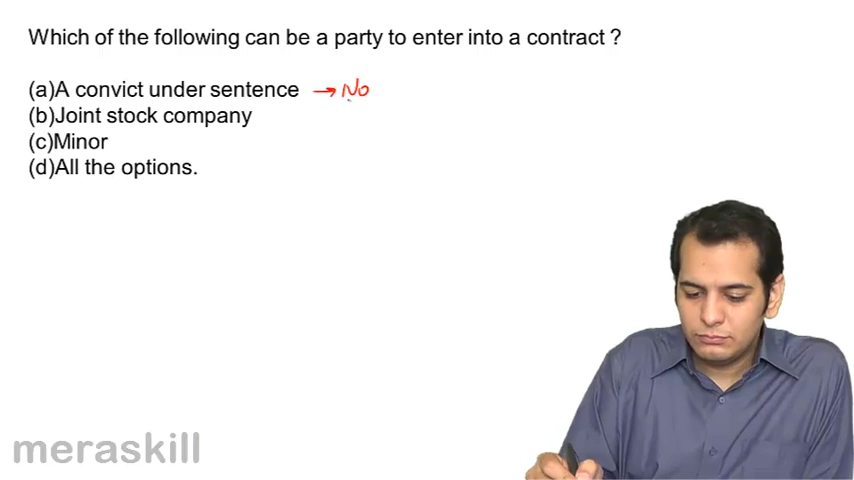 Which of the following can be a party to enter into a contract ?
(a)A convict under sentence → No
(b)Joint stock company
(c)Minor
(d)All the options.
meraskill